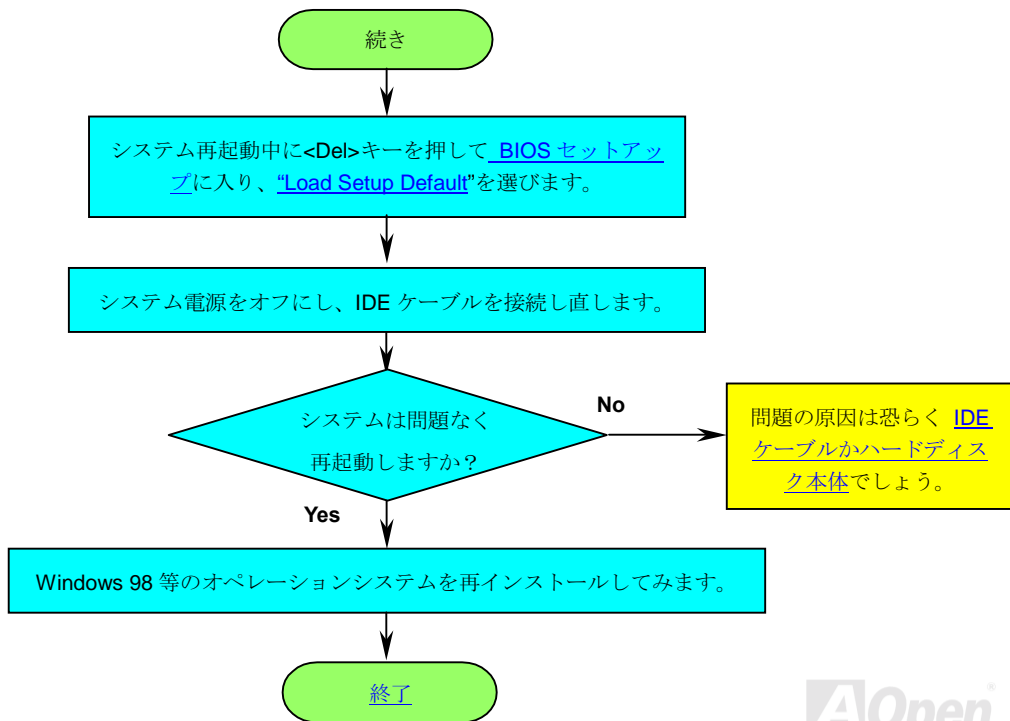 続き
システム再起動中に<Del>キーを押して BIOS セットアッ
プに入り、“Load Setup Default”を選びます。
システム電源をオフにし、IDE ケーブルを接続し直します。
システムは問題なく
再起動しますか？
No
問題の原因は恐らく IDE
ケーブルかハードディス
ク本体でしょう。
Yes
Windows 98 等のオペレーションシステムを再インストールしてみます。
終了
AOpen®